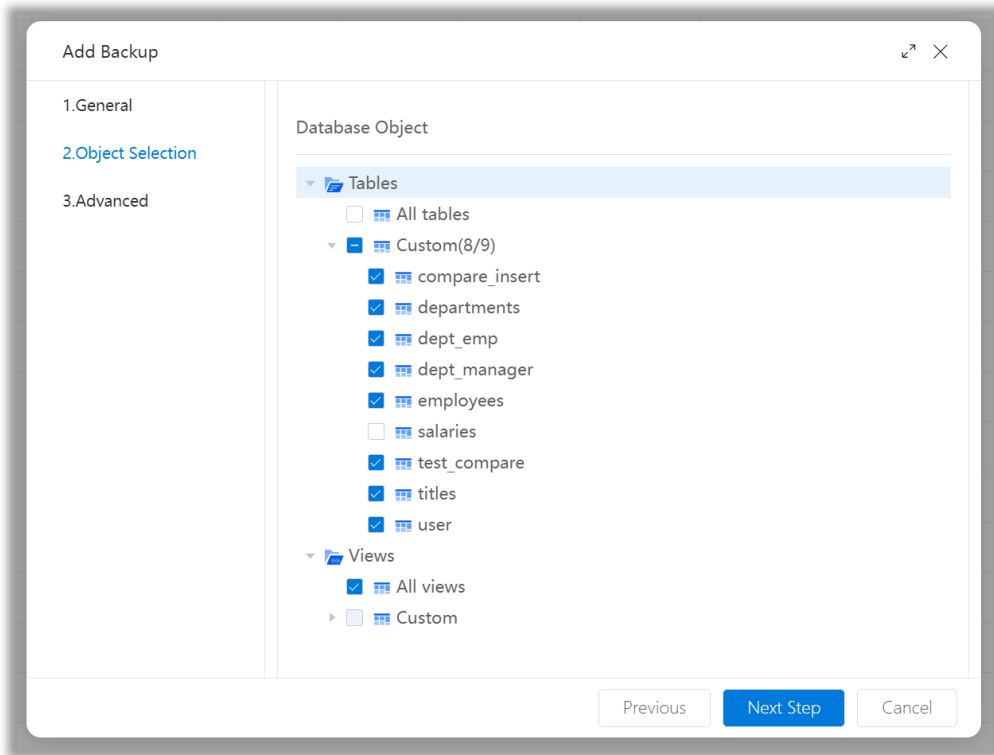 Add Backup
1.General
2.Object Selection
3.Advanced
Database Object
Tables
All tables
Custom(8/9)
compare_insert
departments
dept_emp
dept_manager
employees
salaries
test_compare
titles
user
Views
All views
Custom
Previous
Next Step
Cancel